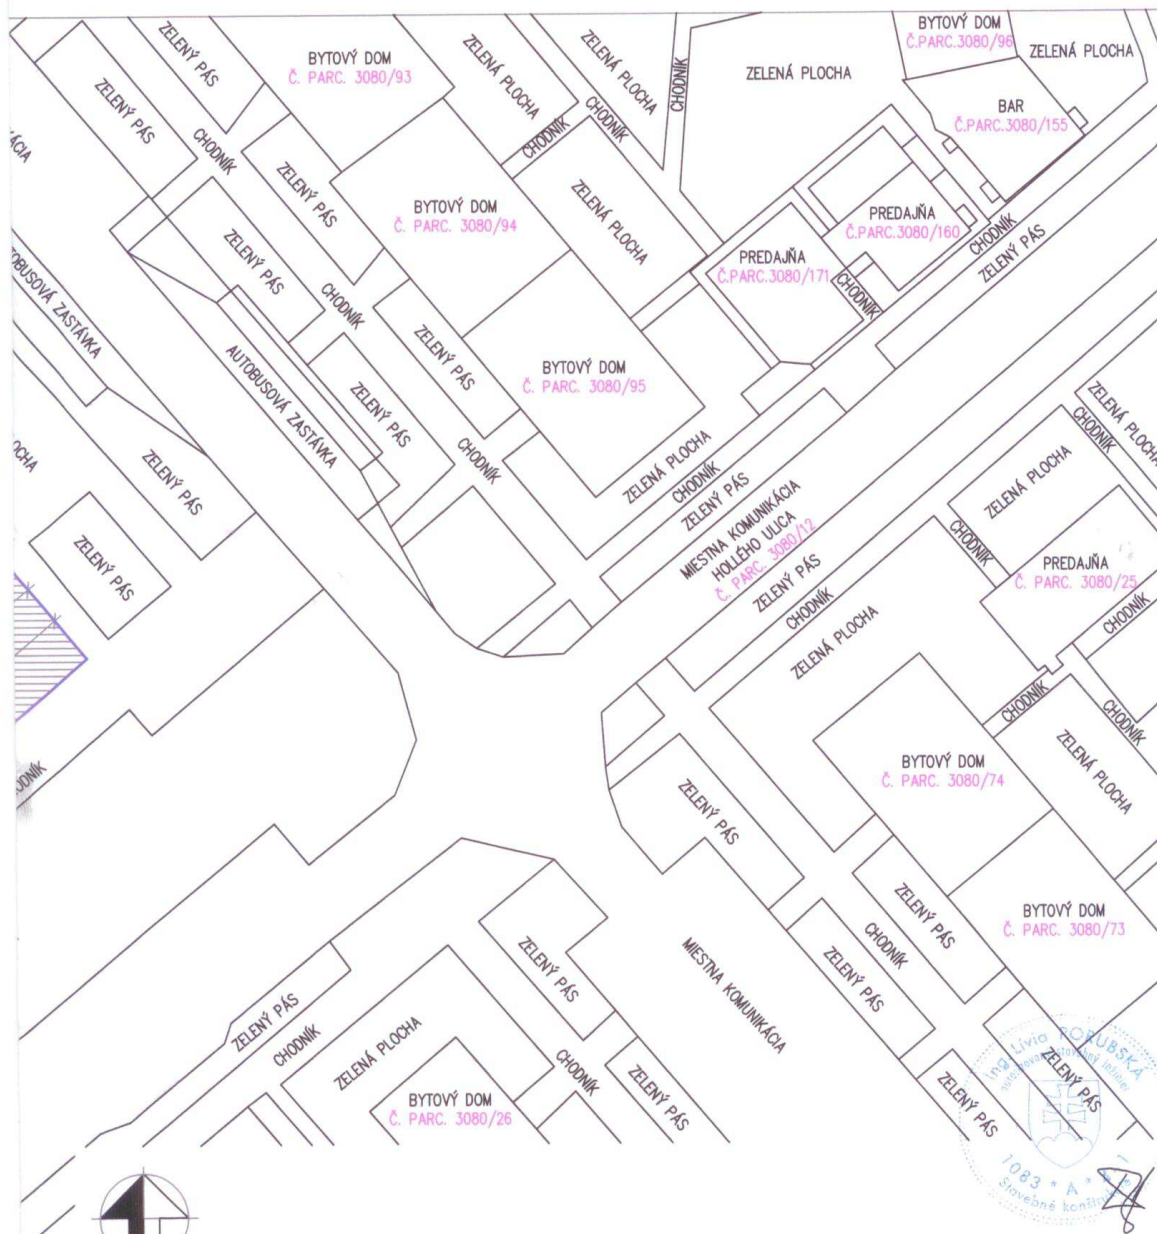 ZELENÝ PÁS
BYTOVÝ DOM
Č. PARC. 3080/93
ZELENÁ PLOCHA
ZELENÁ PLOCHA
CHODNÍK
ZELENÁ PLOCHA
BYTOVÝ DOM
Č.PARC.3080/96
ZELENÁ PLOCHA
ZELENÝ PÁS
CHODNÍK
CHODNÍK
CHODNÍK
BAR
Č.PARC.3080/155
ZELENÝ PÁS
BYTOVÝ DOM
Č. PARC. 3080/94
ZELENÁ PLOCHA
PREDAJŇA
Č.PARC.3080/160
CHODNÍK
ZELENÝ PÁS
ZELENÝ PÁS
PREDAJŇA
Č.PARC.3080/171
CHODNÍK
CHODNÍK
AUTOBUSOVÁ ZASTÁVKA
ZELENÝ PÁS
BYTOVÝ DOM
Č. PARC. 3080/95
ZELENÝ PÁS
CHODNÍK
ZELENÁ PLOCHA
CHODNÍK
ZELENÝ PÁS
MIESTNA KOMUNIKÁCIA
HOLLÉHO ULICA
Č. PARC. 3080/12
ZELENÝ PÁS
CHODNÍK
ZELENÁ PLOCHA
ZELENÁ PLOCHA
CHODNÍK
ZELENÁ PLOCHA
CHODNÍK
PREDAJŇA
Č. PARC. 3080/25
CHODNÍK
ZELENÝ PÁS
ZELENÝ PÁS
CHODNÍK
CHODNÍK
ZELENÁ PLOCHA
BYTOVÝ DOM
Č. PARC. 3080/74
ZELENÝ PÁS
ZELENÝ PÁS
CHODNÍK
ZELENÝ PÁS
BYTOVÝ DOM
Č. PARC. 3080/73
MIESTNA KOMUNIKÁCIA
ZELENÝ PÁS
ZELENÝ PÁS
CHODNÍK
ZELENÁ PLOCHA
BYTOVÝ DOM
Č. PARC. 3080/26
CHODNÍK
ZELENÝ PÁS
ZELENÝ PÁS
ZELENÝ PÁS
Ing. Lívia PORUBSKÁ
1083 * A *
Stavebné